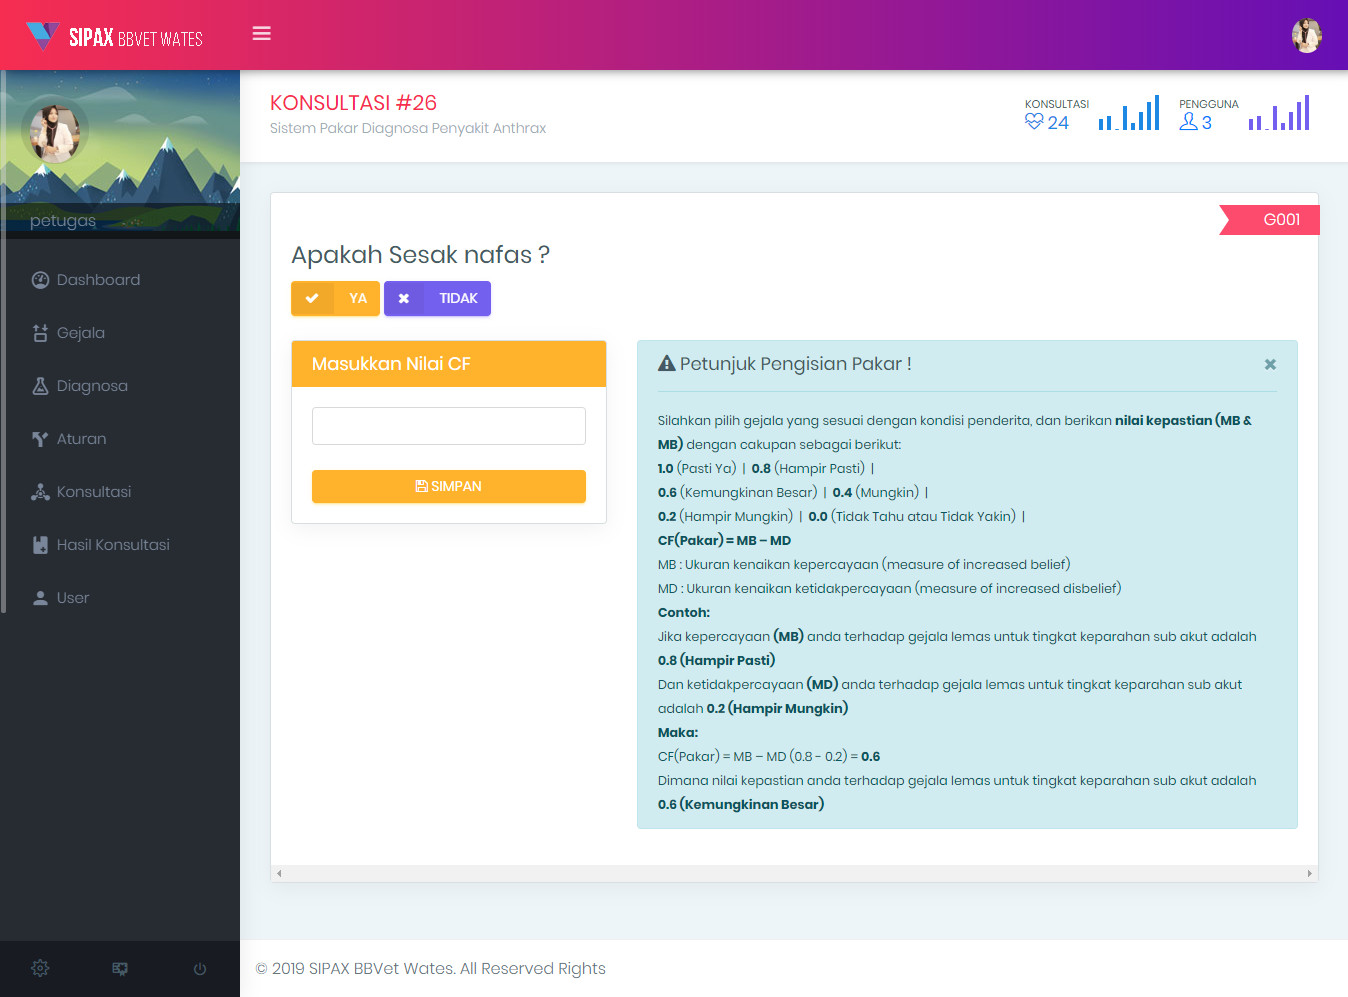 SIPAX BBVET WATES
petugas
Dashboard
Gejala
Diagnosa
Aturan
Konsultasi
Hasil Konsultasi
User
KONSULTASI #26
Sistem Pakar Diagnosa Penyakit Anthrax
KONSULTASI
24
PENGGUNA
3
G001
Apakah Sesak nafas ?
YA
TIDAK
Masukkan Nilai CF
SIMPAN
Petunjuk Pengisian Pakar !
Silahkan pilih gejala yang sesuai dengan kondisi penderita, dan berikan nilai kepastian (MB &
MB) dengan cakupan sebagai berikut:
1.0 (Pasti Ya) | 0.8 (Hampir Pasti) |
0.6 (Kemungkinan Besar) | 0.4 (Mungkin) |
0.2 (Hampir Mungkin) | 0.0 (Tidak Tahu atau Tidak Yakin) |
CF(Pakar) = MB – MD
MB : Ukuran kenaikan kepercayaan (measure of increased belief)
MD : Ukuran kenaikan ketidakpercayaan (measure of increased disbelief)
Contoh:
Jika kepercayaan (MB) anda terhadap gejala lemas untuk tingkat keparahan sub akut adalah
0.8 (Hampir Pasti)
Dan ketidakpercayaan (MD) anda terhadap gejala lemas untuk tingkat keparahan sub akut
adalah 0.2 (Hampir Mungkin)
Maka:
CF(Pakar) = MB – MD (0.8 - 0.2) = 0.6
Dimana nilai kepastian anda terhadap gejala lemas untuk tingkat keparahan sub akut adalah
0.6 (Kemungkinan Besar)
© 2019 SIPAX BBVet Wates. All Reserved Rights